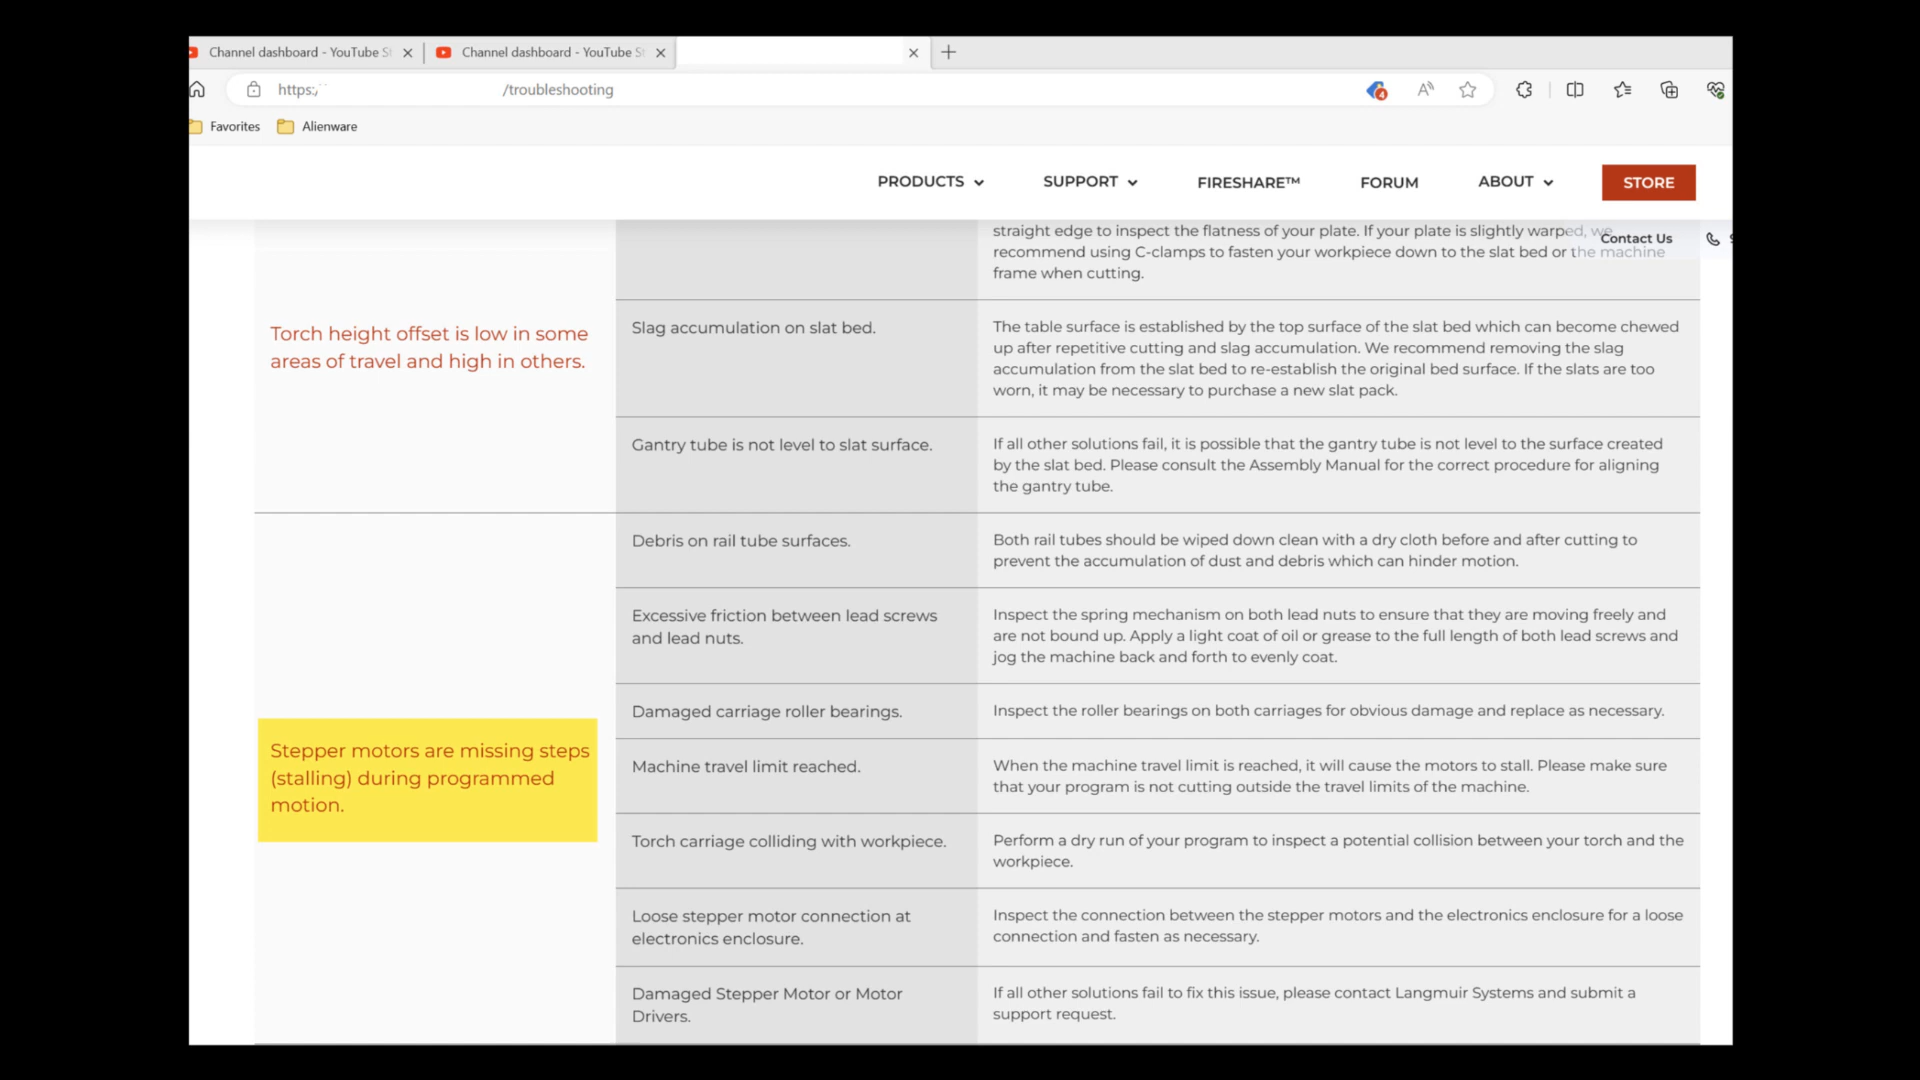 Channel dashboard - YouTube S
Channel dashboard - YouTube St
https:/
/troubleshooting
4
Favorites
Alienware
PRODUCTS
SUPPORT
FIRESHARE™
FORUM
ABOUT
STORE
Contact Us
straight edge to inspect the flatness of your plate. If your plate is slightly warped, we
recommend using C-clamps to fasten your workpiece down to the slat bed or the machine
frame when cutting.
Torch height offset is low in some
areas of travel and high in others.
Slag accumulation on slat bed.
The table surface is established by the top surface of the slat bed which can become chewed
up after repetitive cutting and slag accumulation. We recommend removing the slag
accumulation from the slat bed to re-establish the original bed surface. If the slats are too
worn, it may be necessary to purchase a new slat pack.
Gantry tube is not level to slat surface.
If all other solutions fail, it is possible that the gantry tube is not level to the surface created
by the slat bed. Please consult the Assembly Manual for the correct procedure for aligning
the gantry tube.
Stepper motors are missing steps
(stalling) during programmed
motion.
Debris on rail tube surfaces.
Both rail tubes should be wiped down clean with a dry cloth before and after cutting to
prevent the accumulation of dust and debris which can hinder motion.
Excessive friction between lead screws
and lead nuts.
Inspect the spring mechanism on both lead nuts to ensure that they are moving freely and
are not bound up. Apply a light coat of oil or grease to the full length of both lead screws and
jog the machine back and forth to evenly coat.
Damaged carriage roller bearings.
Inspect the roller bearings on both carriages for obvious damage and replace as necessary.
Machine travel limit reached.
When the machine travel limit is reached, it will cause the motors to stall. Please make sure
that your program is not cutting outside the travel limits of the machine.
Torch carriage colliding with workpiece.
Perform a dry run of your program to inspect a potential collision between your torch and the
workpiece.
Loose stepper motor connection at
electronics enclosure.
Inspect the connection between the stepper motors and the electronics enclosure for a loose
connection and fasten as necessary.
Damaged Stepper Motor or Motor
Drivers.
If all other solutions fail to fix this issue, please contact Langmuir Systems and submit a
support request.